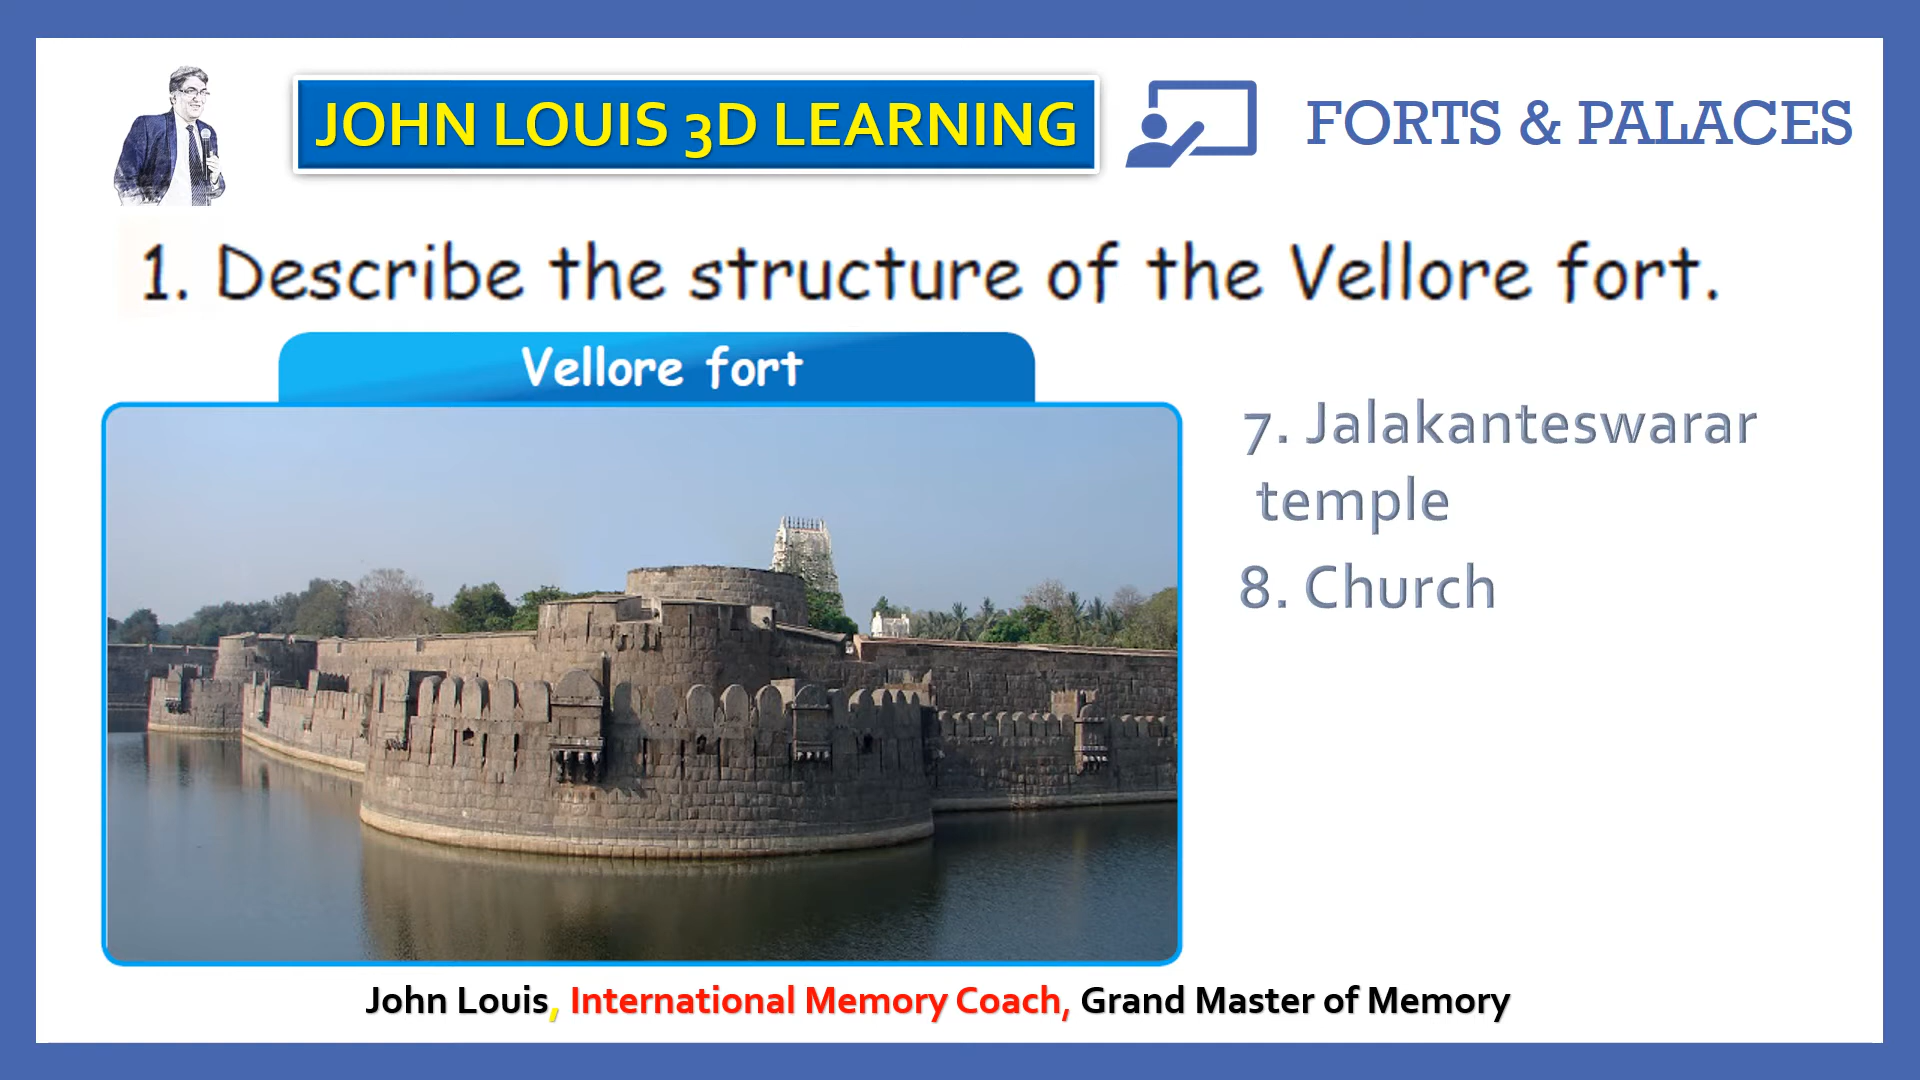 JOHN LOUIS 3D LEARNING
FORTS & PALACES
1. Describe the structure of the Vellore fort.
Vellore fort
7. Jalakanteswarar
temple
8. Church
John Louis, International Memory Coach, Grand Master of Memory